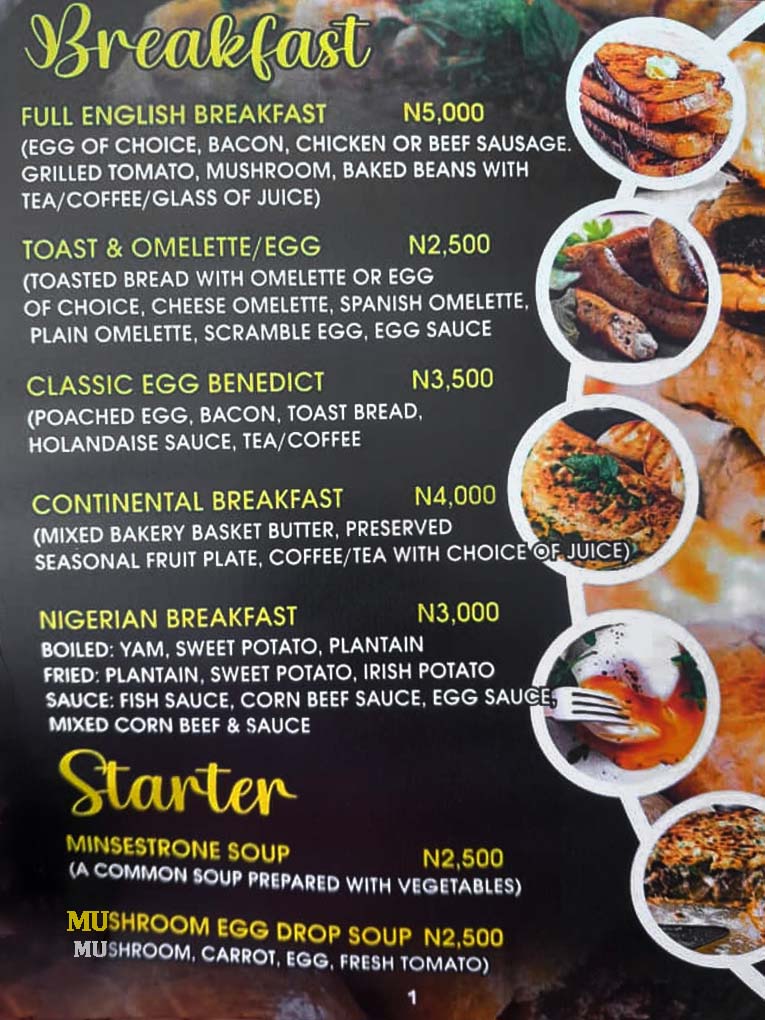 Breakfast
FULL ENGLISH BREAKFAST N5,000
(EGG OF CHOICE, BACON, CHICKEN OR BEEF SAUSAGE.
GRILLED TOMATO, MUSHROOM, BAKED BEANS WITH
TEA/COFFEE/GLASS OF JUICE)
TOAST & OMELETTE/EGG N2,500
(TOASTED BREAD WITH OMELETTE OR EGG
OF CHOICE, CHEESE OMELETTE, SPANISH OMELETTE,
PLAIN OMELETTE, SCRAMBLE EGG, EGG SAUCE
CLASSIC EGG BENEDICT N3,500
(POACHED EGG, BACON, TOAST BREAD,
HOLANDAISE SAUCE, TEA/COFFEE
CONTINENTAL BREAKFAST N4,000
(MIXED BAKERY BASKET BUTTER, PRESERVED
SEASONAL FRUIT PLATE, COFFEE/TEA WITH CHOICE OF JUICE)
NIGERIAN BREAKFAST N3,000
BOILED: YAM, SWEET POTATO, PLANTAIN
FRIED: PLANTAIN, SWEET POTATO, IRISH POTATO
SAUCE: FISH SAUCE, CORN BEEF SAUCE, EGG SAUCE,
MIXED CORN BEEF & SAUCE
Starter
MINSESTRONE SOUP N2,500
(A COMMON SOUP PREPARED WITH VEGETABLES)
MUSHROOM EGG DROP SOUP N2,500
MUSHROOM, CARROT, EGG, FRESH TOMATO)
1